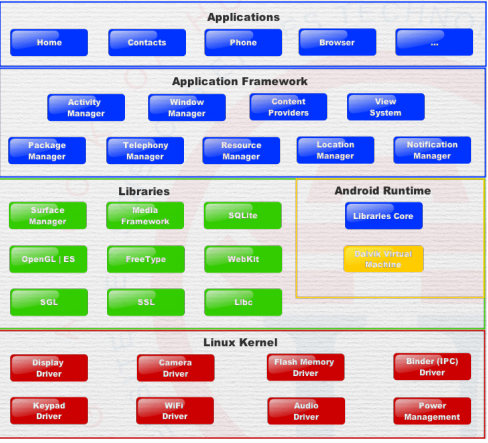 Applications
Home
Contacts
Phone
Browser
...
Application Framework
Activity
Manager
Window
Manager
Content
Providers
View
System
Package
Manager
Telephony
Manager
Resource
Manager
Location
Manager
Notification
Manager
Libraries
Surface
Manager
Media
Framework
SQLite
OpenGL | ES
FreeType
WebKit
SGL
SSL
Libc
Android Runtime
Libraries Core
Dalvik Virtual
Machine
Linux Kernel
Display
Driver
Camera
Driver
Flash Memory
Driver
Binder (IPC)
Driver
Keypad
Driver
WiFi
Driver
Audio
Driver
Power
Management